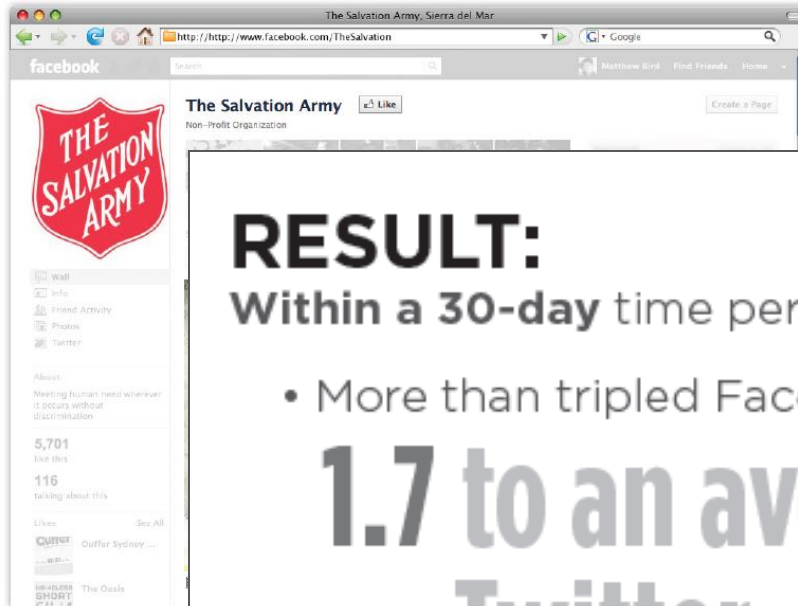 The Salvation Army, Sierra del Mar
http://http://www.facebook.com/TheSalvation
Google
facebook
Search
Matthew Bird Find Friends Home
The Salvation Army
Like
Create a Page
Non-Profit Organization
THE
SALVATION
ARMY
RESULT:
Within a 30-day time per
• More than tripled Fac
1.7 to an av
Twitter
Wall
Info
Friend Activity
Photos
Twitter
About
Meeting human need wherever
it occurs without
discrimination
5,701
like this
116
talking about this
Likes See All
Ouffer Sydney ...
The Oasis
SHORT